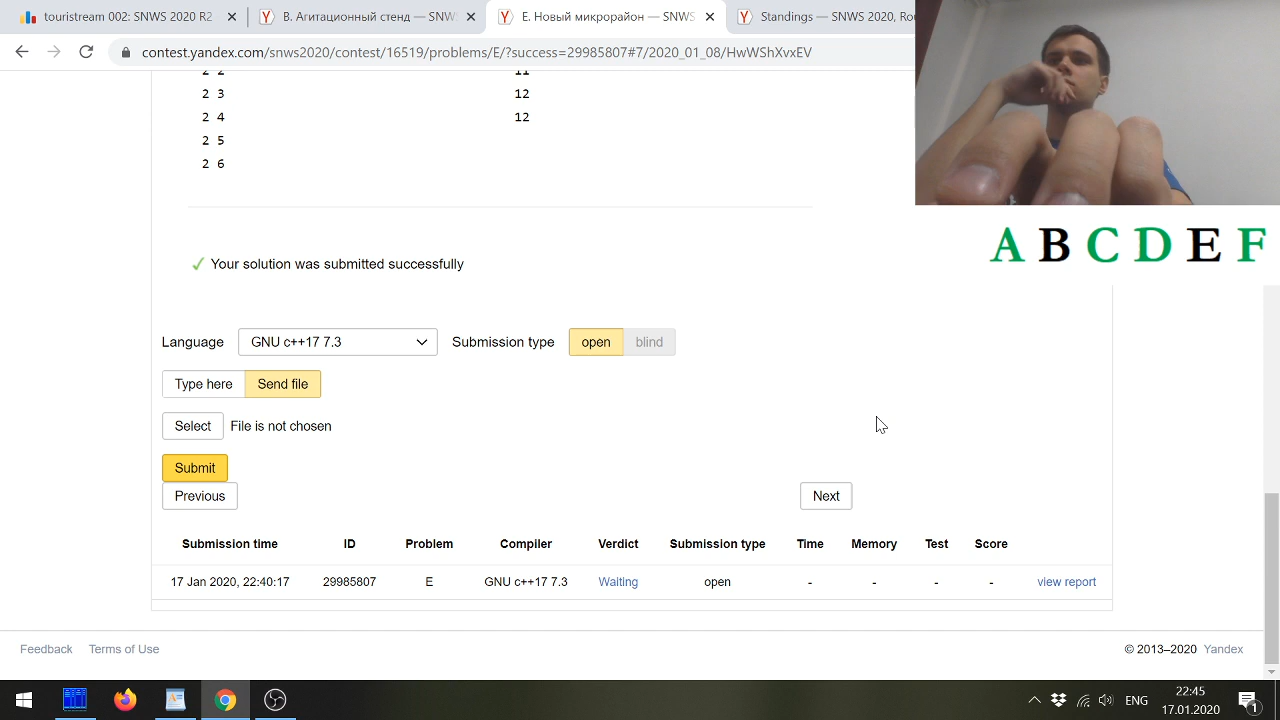 touristream 002: SNWS 2020 R2
В. Агитационный стенд — SNW
Е. Новый микрорайон — SNWS
Standings — SNWS 2020, Rou
contest.yandex.com/snws2020/contest/16519/problems/E/?success=29985807#7/2020_01_08/HwWShXvxEV
2 2 11
2 3 12
2 4 12
2 5
2 6
A B C D E F
Your solution was submitted successfully
Language GNU c++17 7.3 Submission type open blind
Type here Send file
Select File is not chosen
Submit
Previous Next
Submission time ID Problem Compiler Verdict Submission type Time Memory Test Score
17 Jan 2020, 22:40:17 29985807 E GNU c++17 7.3 Waiting open - - - - view report
Feedback Terms of Use © 2013–2020 Yandex
ENG 22:45
17.01.2020
1